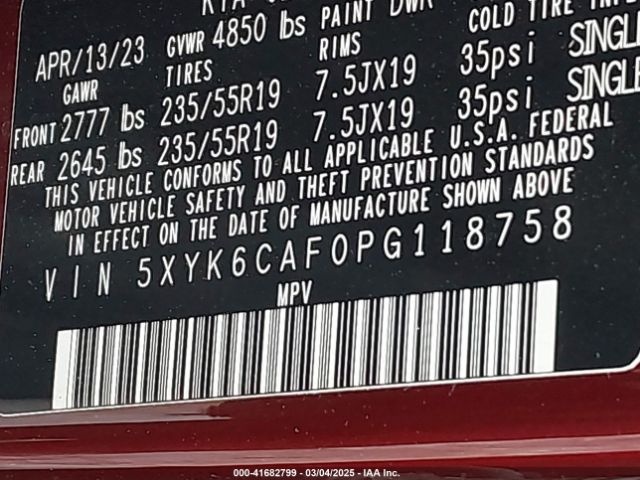 PAINT DWR
COLD TIRE
APR/13/23 GVWR 4850 lbs
GAWR TIRES RIMS
FRONT 2777 lbs 235/55R19 7.5JX19 35psi SINGLE
REAR 2645 lbs 235/55R19 7.5JX19 35psi SINGLE
THIS VEHICLE CONFORMS TO ALL APPLICABLE U.S.A. FEDERAL
MOTOR VEHICLE SAFETY AND THEFT PREVENTION STANDARDS
IN EFFECT ON THE DATE OF MANUFACTURE SHOWN ABOVE
VIN 5XYK6CAF0PG118758
MPV
000-41682799 - 03/04/2025 - IAA Inc.